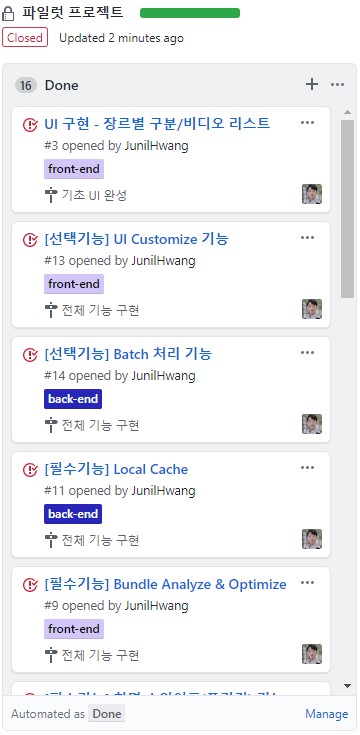 파일럿 프로젝트
Closed Updated 2 minutes ago
16 Done
UI 구현 - 장르별 구분/비디오 리스트
#3 opened by JunilHwang
front-end
기초 UI 완성
[선택기능] UI Customize 기능
#13 opened by JunilHwang
front-end
전체 기능 구현
[선택기능] Batch 처리 기능
#14 opened by JunilHwang
back-end
전체 기능 구현
[필수기능] Local Cache
#11 opened by JunilHwang
back-end
전체 기능 구현
[필수기능] Bundle Analyze & Optimize
#9 opened by JunilHwang
front-end
전체 기능 구현
Automated as Done Manage